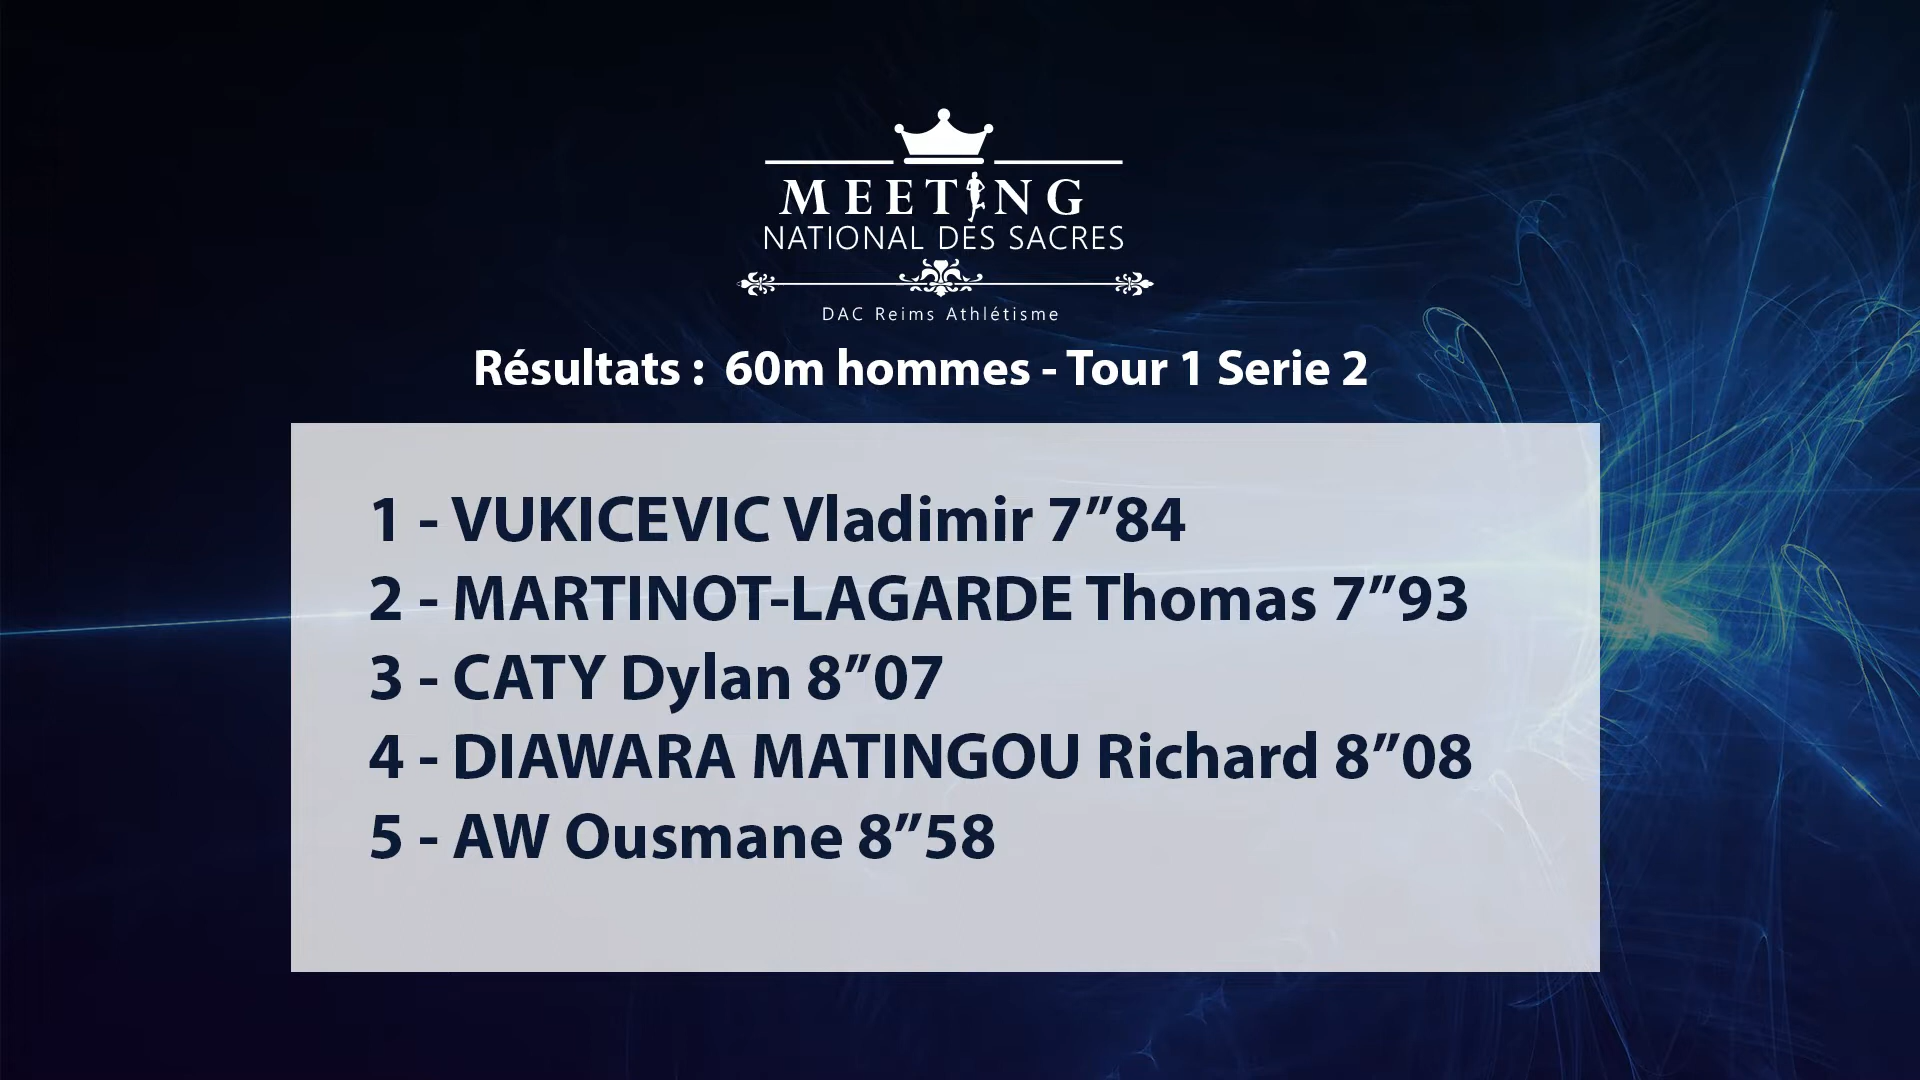 MEETING
NATIONAL DES SACRES
DAC Reims Athlétisme
Résultats : 60m hommes - Tour 1 Serie 2
1 - VUKICEVIC Vladimir 7”84
2 - MARTINOT-LAGARDE Thomas 7”93
3 - CATY Dylan 8”07
4 - DIAWARA MATINGOU Richard 8”08
5 - AW Ousmane 8”58